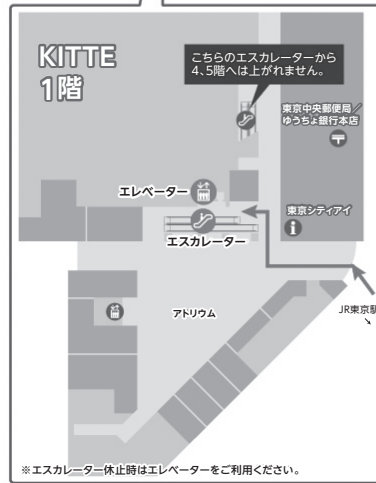 KITTE
1階
こちらのエスカレーターから
4、5階へは上がれません。
東京中央郵便局／
ゆうちょ銀行本店
エレベーター
東京シティアイ
エスカレーター
アトリウム
JR東京駅
※エスカレーター休止時はエレベーターをご利用ください。